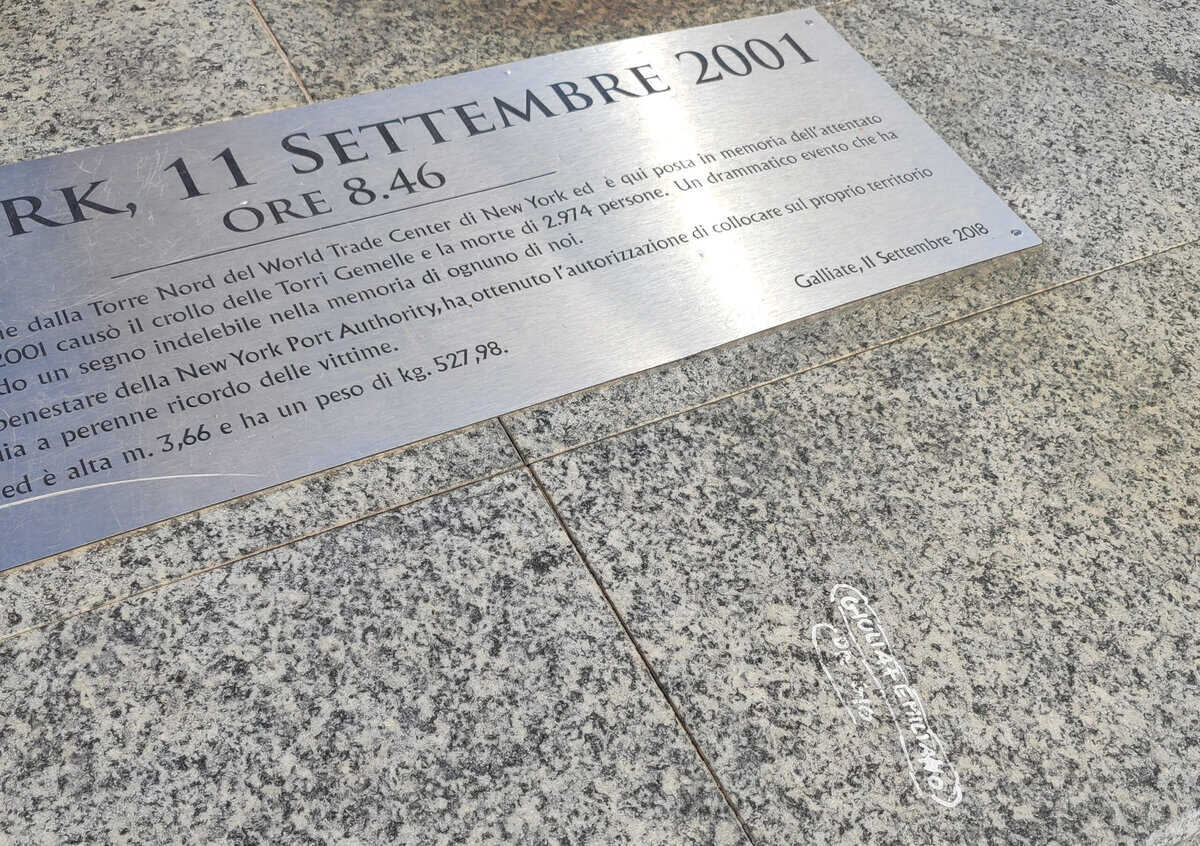 RK, 11 SETTEMBRE 2001
ORE 8.46
ie dalla Torre Nord del World Trade Center di New York ed è qui posta in memoria dell'attentato
2001 causò il crollo delle Torri Gemelle e la morte di 2.974 persone. Un drammatico evento che ha
do un segno indelebile nella memoria di ognuno di noi.
benestare della New York Port Authority, ha ottenuto l'autorizzazione di collocare sul proprio territorio
lia a perenne ricordo delle vittime.
ed è alta m. 3,66 e ha un peso di kg. 527,98.
Galliate, 11 Settembre 2018